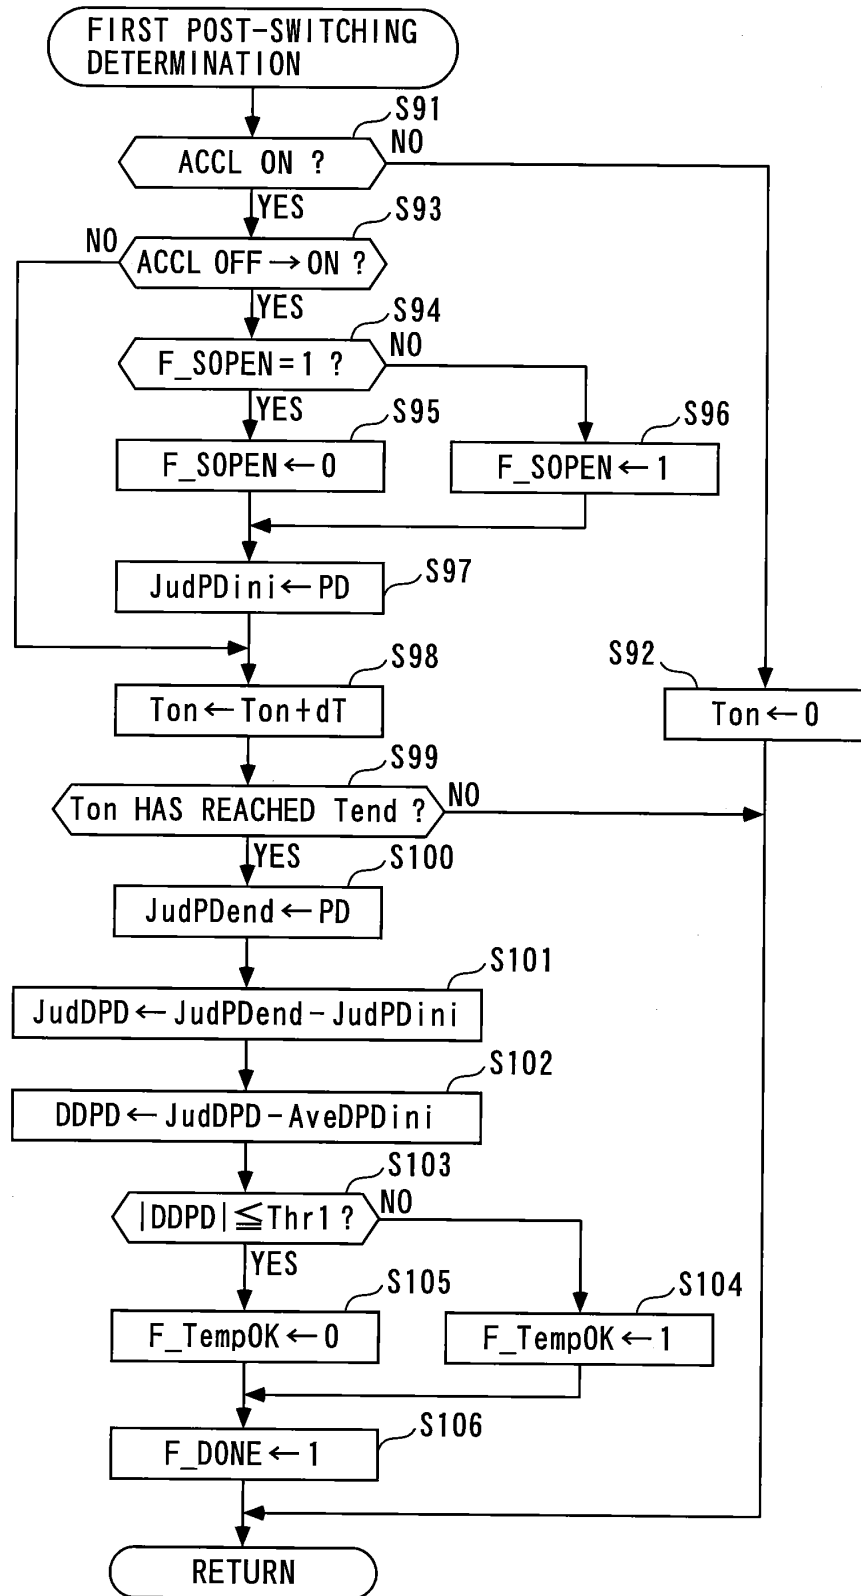 FIRST POST-SWITCHING
DETERMINATION
S91
ACCL ON ?
NO
YES
S93
NO
ACCL OFF → ON ?
YES
S94
F_SOPEN=1 ?
NO
YES
S95
F_SOPEN ← 0
S96
F_SOPEN ← 1
S97
JudPDini ← PD
S98
Ton ← Ton+dT
S92
Ton ← 0
S99
Ton HAS REACHED Tend ?
NO
YES
S100
JudPDend ← PD
S101
JudDPD ← JudPDend - JudPDini
S102
DDPD ← JudDPD - AveDPDini
S103
|DDPD| ≦ Thr1 ?
NO
YES
S105
F_TempOK ← 0
S104
F_TempOK ← 1
S106
F_DONE ← 1
RETURN